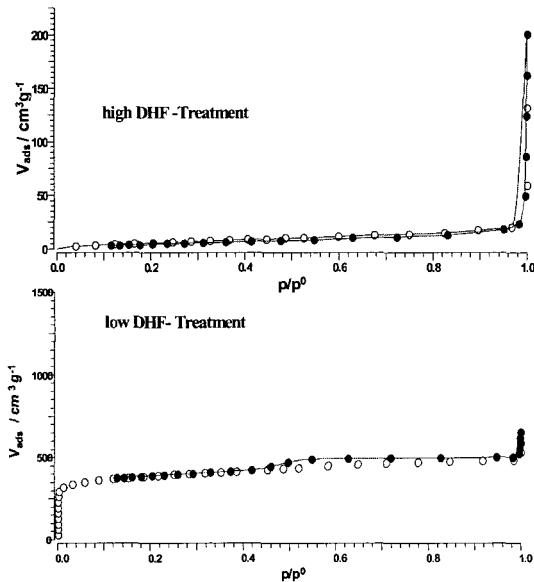 200
150
100
50
0
V_ads / cm³g⁻¹
high DHF -Treatment
0.0 0.2 0.4 0.6 0.8 1.0
p/p⁰
1500
1000
500
0
V_ads / cm ³ g⁻¹
low DHF- Treatment
0.0 0.2 0.4 0.6 0.8 1.0
p/p⁰